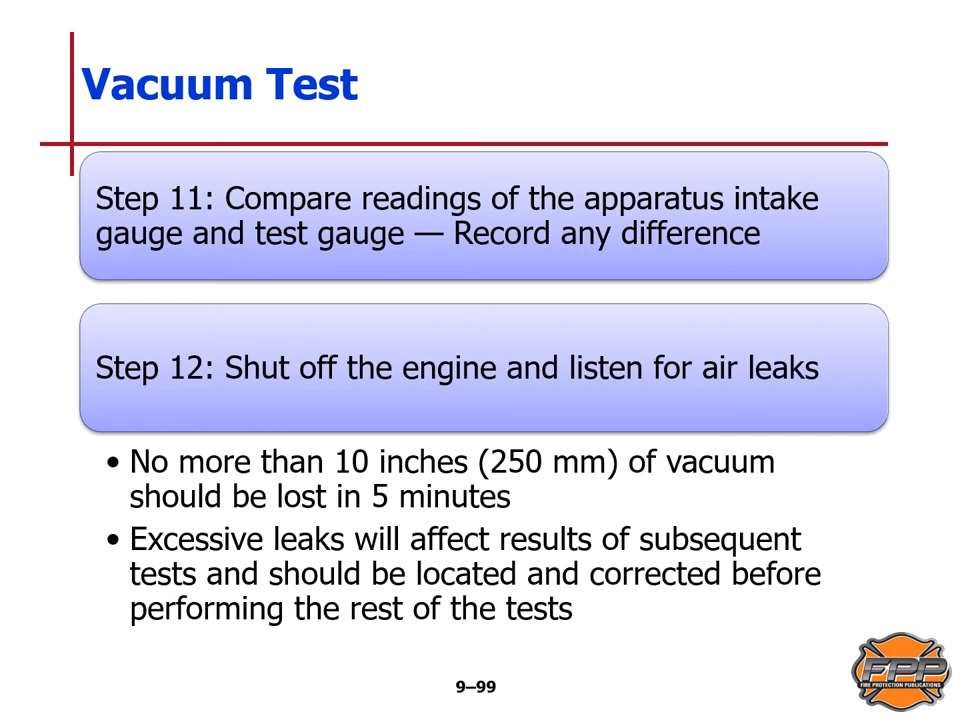 Vacuum Test
Step 11: Compare readings of the apparatus intake
gauge and test gauge — Record any difference
Step 12: Shut off the engine and listen for air leaks
• No more than 10 inches (250 mm) of vacuum
should be lost in 5 minutes
• Excessive leaks will affect results of subsequent
tests and should be located and corrected before
performing the rest of the tests
9–99
FPP
FIRE PROTECTION PUBLICATIONS